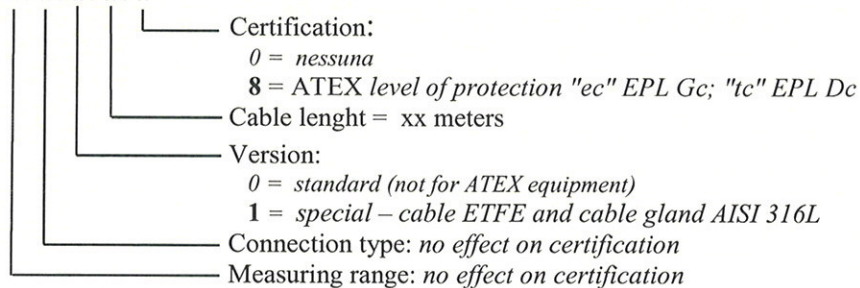 Certification:
0 = nessuna
8 = ATEX level of protection "ec" EPL Gc; "tc" EPL Dc
Cable lenght = xx meters
Version:
0 = standard (not for ATEX equipment)
1 = special – cable ETFE and cable gland AISI 316L
Connection type: no effect on certification
Measuring range: no effect on certification